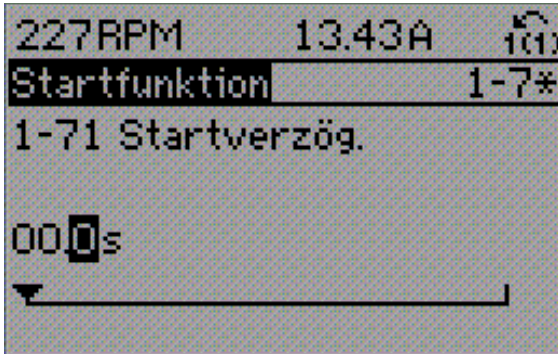 227RPM 13.43A 1(1)
Startfunktion 1-7*
1-71 Startverzög.
00.0s